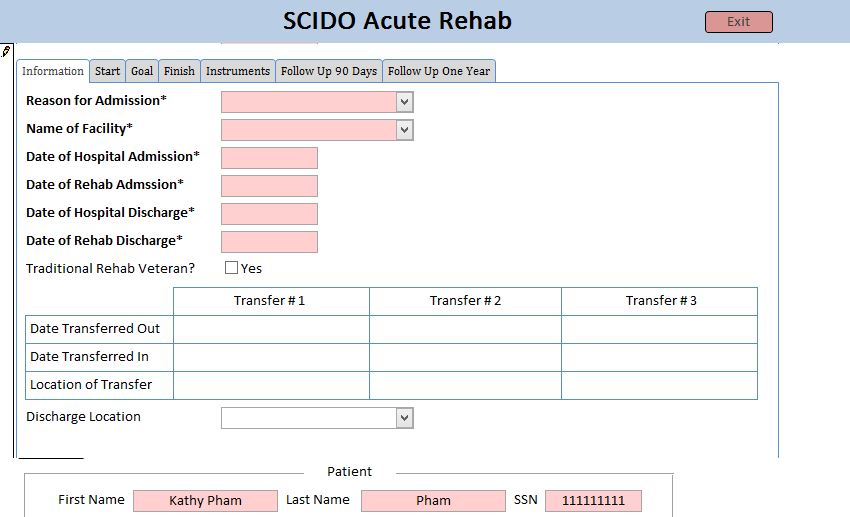 SCIDO Acute Rehab
Exit
Information Start Goal Finish Instruments Follow Up 90 Days Follow Up One Year
Reason for Admission*
Name of Facility*
Date of Hospital Admission*
Date of Rehab Admssion*
Date of Hospital Discharge*
Date of Rehab Discharge*
Traditional Rehab Veteran? Yes
Transfer # 1 Transfer # 2 Transfer # 3
Date Transferred Out
Date Transferred In
Location of Transfer
Discharge Location
Patient
First Name Kathy Pham Last Name Pham SSN 111111111